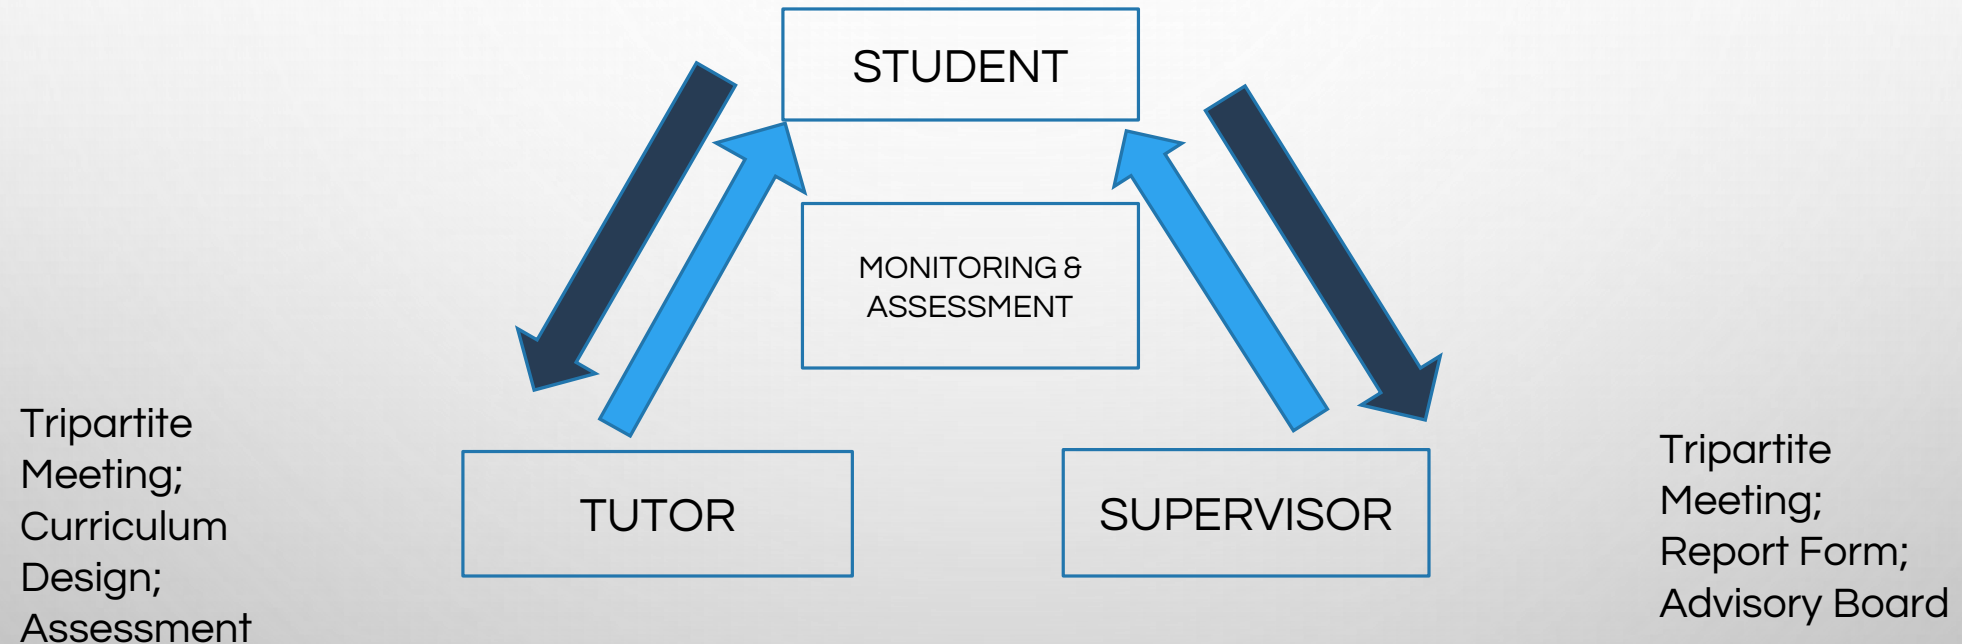 STUDENT
MONITORING &
ASSESSMENT
Tripartite
Meeting;
Curriculum
Design;
Assessment
TUTOR
SUPERVISOR
Tripartite
Meeting;
Report Form;
Advisory Board